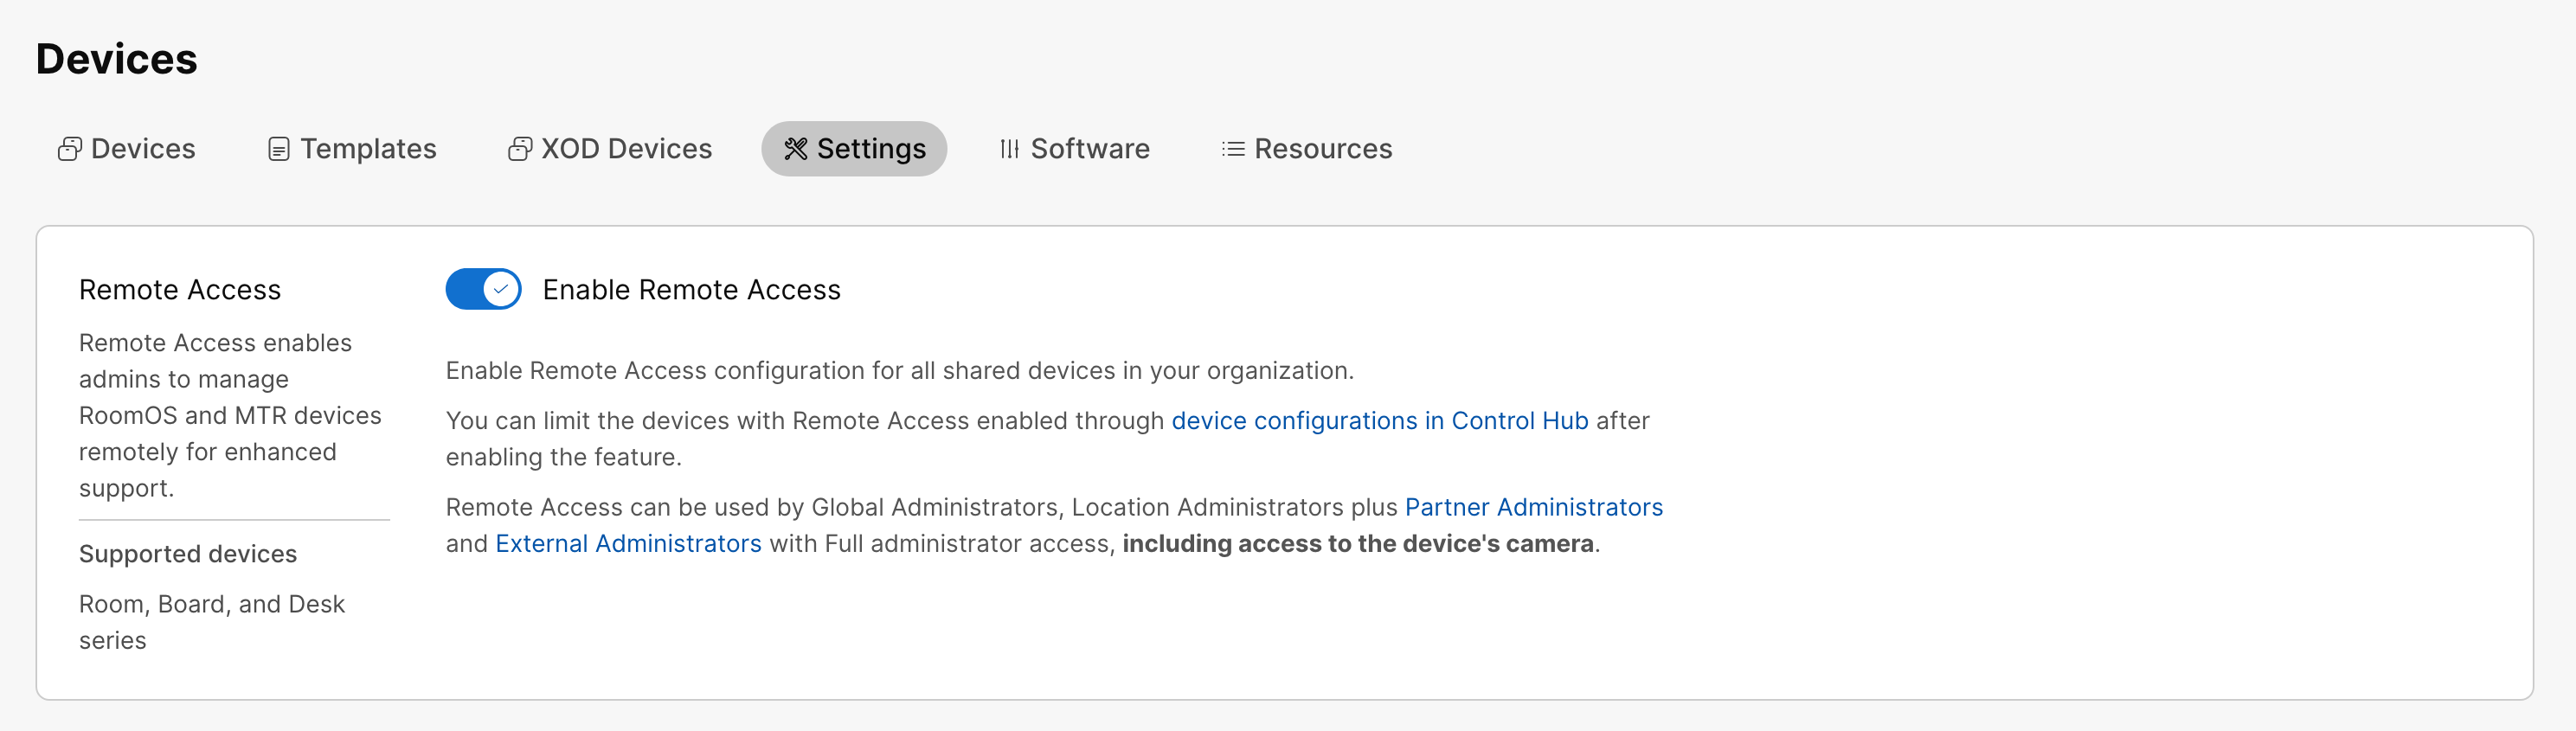 Devices
Devices Templates XOD Devices Settings Software Resources
Remote Access
Remote Access enables
admins to manage
RoomOS and MTR devices
remotely for enhanced
support.
Supported devices
Room, Board, and Desk
series
Enable Remote Access
Enable Remote Access configuration for all shared devices in your organization.
You can limit the devices with Remote Access enabled through device configurations in Control Hub after
enabling the feature.
Remote Access can be used by Global Administrators, Location Administrators plus Partner Administrators
and External Administrators with Full administrator access, including access to the device's camera.